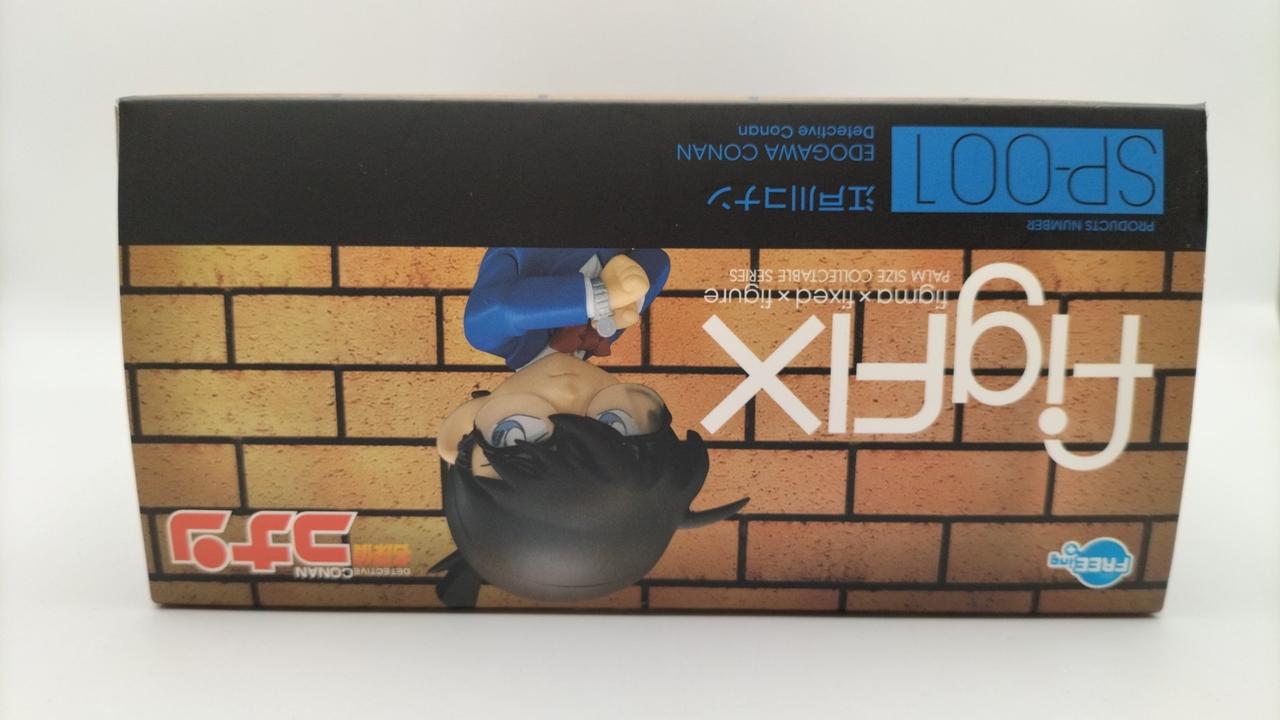 FREEing
figFIX
figma×fixed×figure
PALM SIZE COLLECTABLE SERIES
DETECTIVE CONAN
名探偵
コナン
PRODUCTS NUMBER
SP-001
江戸川コナン
EDOGAWA CONAN
Detective Conan